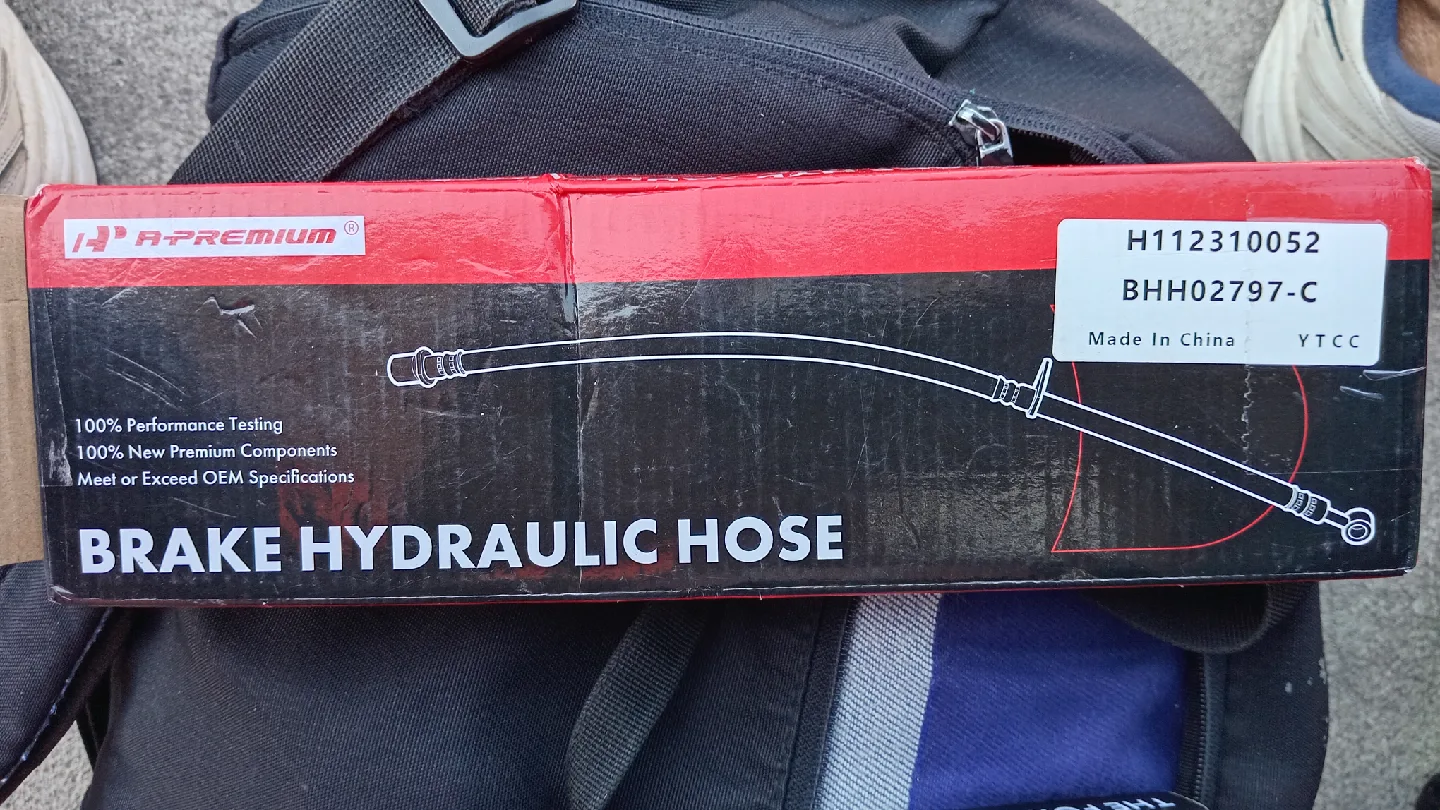 A-PREMIUM®
H112310052
BHH02797-C
Made In China YTCC
100% Performance Testing
100% New Premium Components
Meet or Exceed OEM Specifications
BRAKE HYDRAULIC HOSE